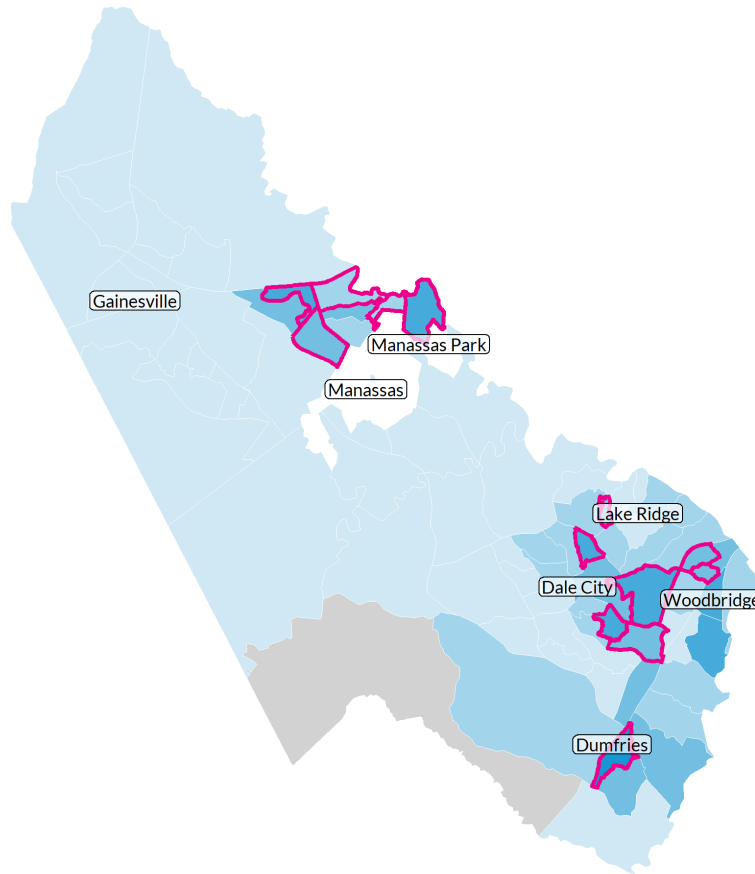 Gainesville
Manassas Park
Manassas
Lake Ridge
Dale City
Woodbridge
Dumfries